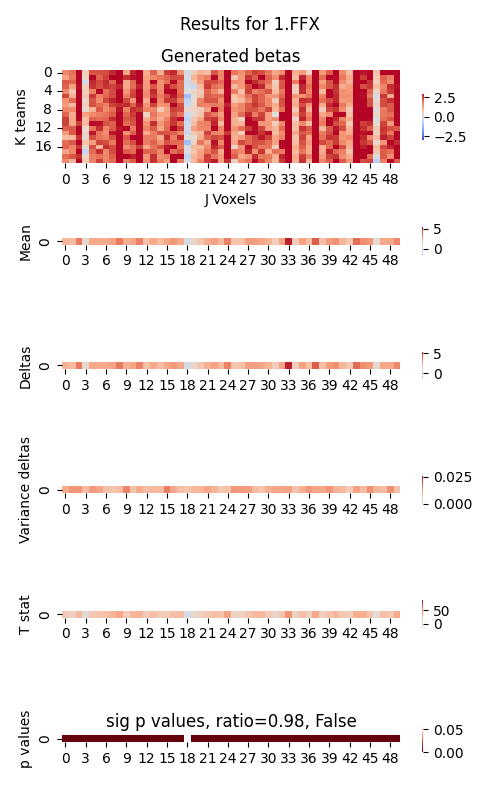 Results for 1.FFX
Generated betas
K teams
0
4
8
12
16
0 3 6 9 12 15 18 21 24 27 30 33 36 39 42 45 48
J Voxels
2.5
0.0
−2.5
Mean
0
0 3 6 9 12 15 18 21 24 27 30 33 36 39 42 45 48
5
0
Deltas
0
0 3 6 9 12 15 18 21 24 27 30 33 36 39 42 45 48
5
0
Variance deltas
0
0 3 6 9 12 15 18 21 24 27 30 33 36 39 42 45 48
0.025
0.000
T stat
0
0 3 6 9 12 15 18 21 24 27 30 33 36 39 42 45 48
50
0
sig p values, ratio=0.98, False
p values
0
0 3 6 9 12 15 18 21 24 27 30 33 36 39 42 45 48
0.05
0.00